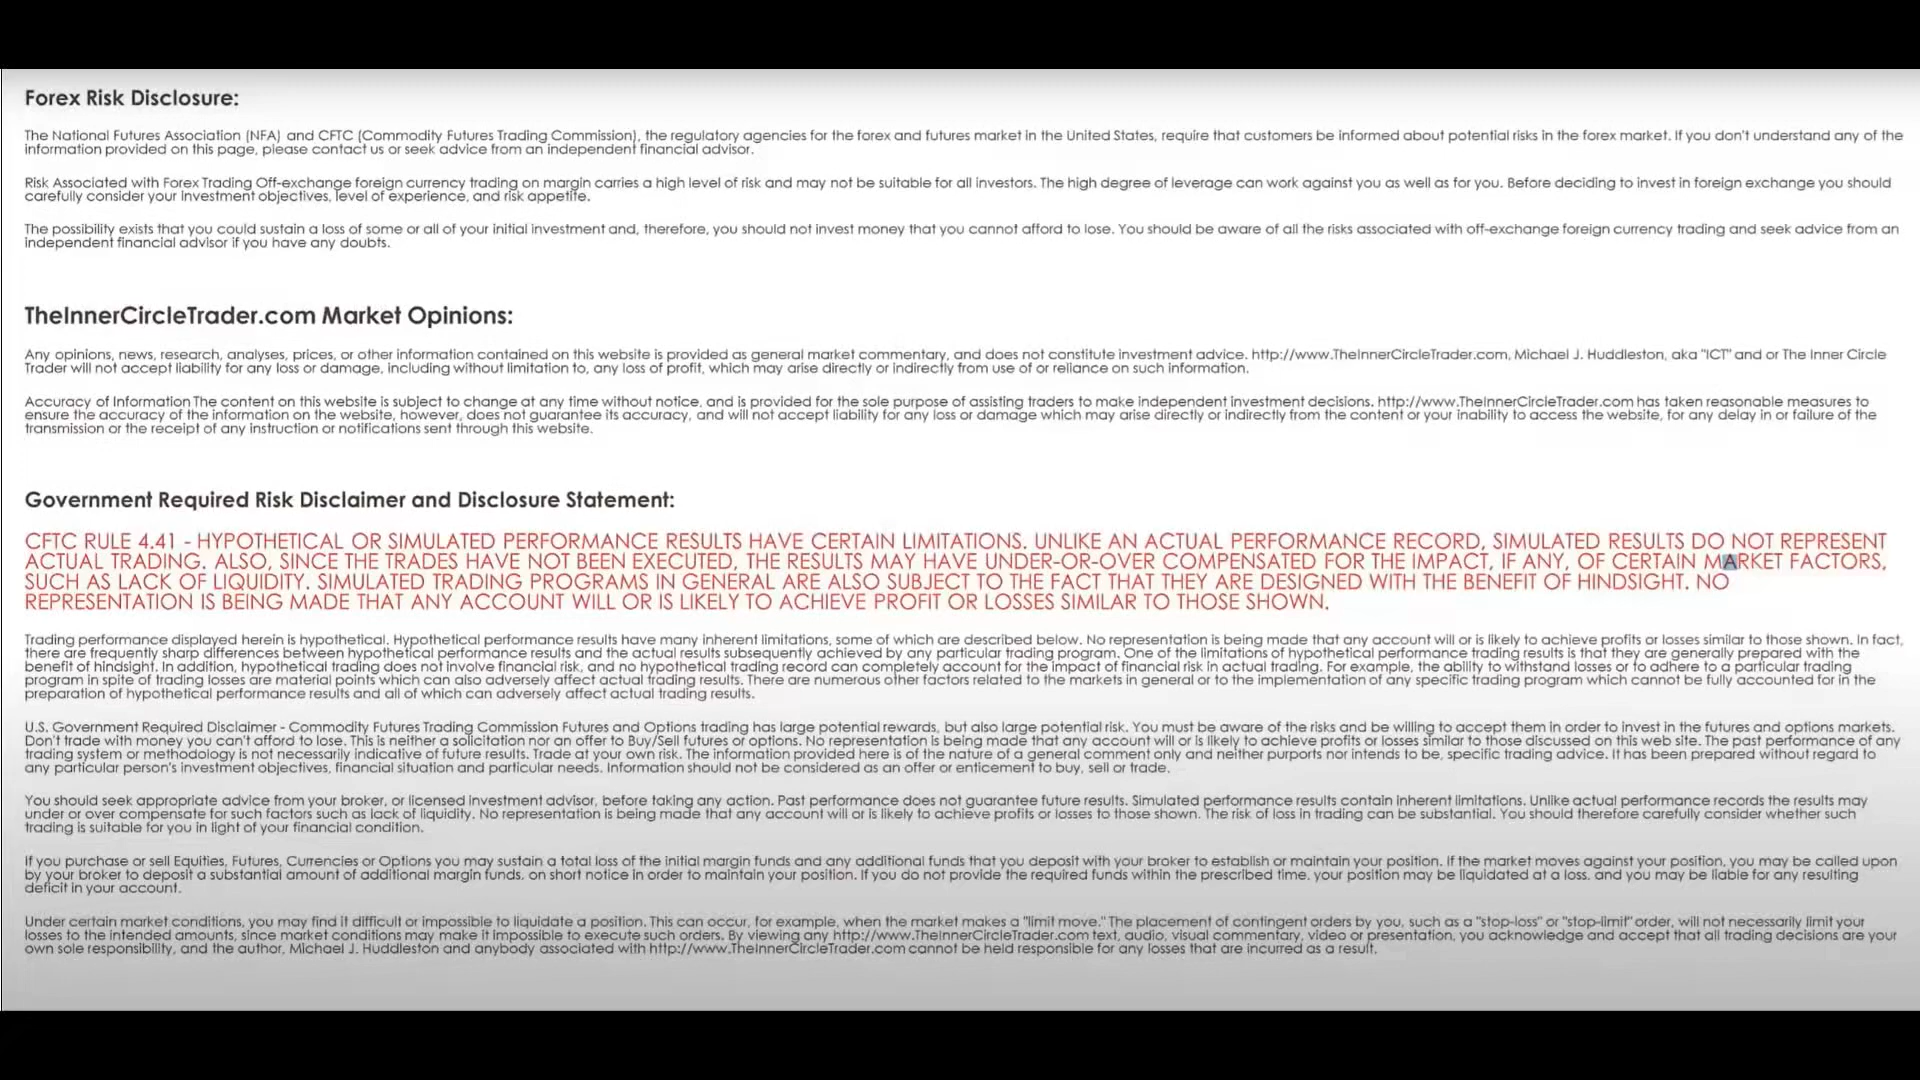 Forex Risk Disclosure:
The National Futures Association (NFA) and CFTC (Commodity Futures Trading Commission), the regulatory agencies for the forex and futures market in the United States, require that customers be informed about potential risks in the forex market. If you don't understand any of the
information provided on this page, please contact us or seek advice from an independent financial advisor.
Risk Associated with Forex Trading Off-exchange foreign currency trading on margin carries a high level of risk and may not be suitable for all investors. The high degree of leverage can work against you as well as for you. Before deciding to invest in foreign exchange you should
carefully consider your investment objectives, level of experience, and risk appetite.
The possibility exists that you could sustain a loss of some or all of your initial investment and, therefore, you should not invest money that you cannot afford to lose. You should be aware of all the risks associated with off-exchange foreign currency trading and seek advice from an
independent financial advisor if you have any doubts.
TheInnerCircleTrader.com Market Opinions:
Any opinions, news, research, analyses, prices, or other information contained on this website is provided as general market commentary, and does not constitute investment advice. http://www.TheInnerCircleTrader.com, Michael J. Huddleston, aka "ICT" and or The Inner Circle
Trader will not accept liability for any loss or damage, including without limitation to, any loss of profit, which may arise directly or indirectly from use of or reliance on such information.
Accuracy of Information The content on this website is subject to change at any time without notice, and is provided for the sole purpose of assisting traders to make independent investment decisions. http://www.TheInnerCircleTrader.com has taken reasonable measures to
ensure the accuracy of the information on the website, however, does not guarantee its accuracy, and will not accept liability for any loss or damage which may arise directly or indirectly from the content or your inability to access the website, for any delay in or failure of the
transmission or the receipt of any instruction or notifications sent through this website.
Government Required Risk Disclaimer and Disclosure Statement:
CFTC RULE 4.41 - HYPOTHETICAL OR SIMULATED PERFORMANCE RESULTS HAVE CERTAIN LIMITATIONS. UNLIKE AN ACTUAL PERFORMANCE RECORD, SIMULATED RESULTS DO NOT REPRESENT
ACTUAL TRADING. ALSO, SINCE THE TRADES HAVE NOT BEEN EXECUTED, THE RESULTS MAY HAVE UNDER-OR-OVER COMPENSATED FOR THE IMPACT, IF ANY, OF CERTAIN MARKET FACTORS,
SUCH AS LACK OF LIQUIDITY. SIMULATED TRADING PROGRAMS IN GENERAL ARE ALSO SUBJECT TO THE FACT THAT THEY ARE DESIGNED WITH THE BENEFIT OF HINDSIGHT. NO
REPRESENTATION IS BEING MADE THAT ANY ACCOUNT WILL OR IS LIKELY TO ACHIEVE PROFIT OR LOSSES SIMILAR TO THOSE SHOWN.
Trading performance displayed herein is hypothetical. Hypothetical performance results have many inherent limitations, some of which are described below. No representation is being made that any account will or is likely to achieve profits or losses similar to those shown. In fact,
there are frequently sharp differences between hypothetical performance results and the actual results subsequently achieved by any particular trading program. One of the limitations of hypothetical performance trading results is that they are generally prepared with the
benefit of hindsight. In addition, hypothetical trading does not involve financial risk, and no hypothetical trading record can completely account for the impact of financial risk in actual trading. For example, the ability to withstand losses or to adhere to a particular trading
program in spite of trading losses are material points which can also adversely affect actual trading results. There are numerous other factors related to the markets in general or to the implementation of any specific trading program which cannot be fully accounted for in the
preparation of hypothetical performance results and all of which can adversely affect actual trading results.
U.S. Government Required Disclaimer - Commodity Futures Trading Commission Futures and Options trading has large potential rewards, but also large potential risk. You must be aware of the risks and be willing to accept them in order to invest in the futures and options markets.
Don't trade with money you can't afford to lose. This is neither a solicitation nor an offer to Buy/Sell futures or options. No representation is being made that any account will or is likely to achieve profits or losses similar to those discussed on this web site. The past performance of any
trading system or methodology is not necessarily indicative of future results. Trade at your own risk. The information provided here is of the nature of a general comment only and neither purports nor intends to be, specific trading advice. It has been prepared without regard to
any particular person's investment objectives, financial situation and particular needs. Information should not be considered as an offer or enticement to buy, sell or trade.
You should seek appropriate advice from your broker, or licensed investment advisor, before taking any action. Past performance does not guarantee future results. Simulated performance results contain inherent limitations. Unlike actual performance records the results may
under or over compensate for such factors such as lack of liquidity. No representation is being made that any account will or is likely to achieve profits or losses to those shown. The risk of loss in trading can be substantial. You should therefore carefully consider whether such
trading is suitable for you in light of your financial condition.
If you purchase or sell Equities, Futures, Currencies or Options you may sustain a total loss of the initial margin funds and any additional funds that you deposit with your broker to establish or maintain your position. If the market moves against your position, you may be called upon
by your broker to deposit a substantial amount of additional margin funds, on short notice in order to maintain your position. If you do not provide the required funds within the prescribed time, your position may be liquidated at a loss, and you may be liable for any resulting
deficit in your account.
Under certain market conditions, you may find it difficult or impossible to liquidate a position. This can occur, for example, when the market makes a "limit move." The placement of contingent orders by you, such as a "stop-loss" or "stop-limit" order, will not necessarily limit your
losses to the intended amounts, since market conditions may make it impossible to execute such orders. By viewing any http://www.TheInnerCircleTrader.com text, audio, visual commentary, video or presentation, you acknowledge and accept that all trading decisions are your
own sole responsibility, and the author, Michael J. Huddleston and anybody associated with http://www.TheInnerCircleTrader.com cannot be held responsible for any losses that are incurred as a result.